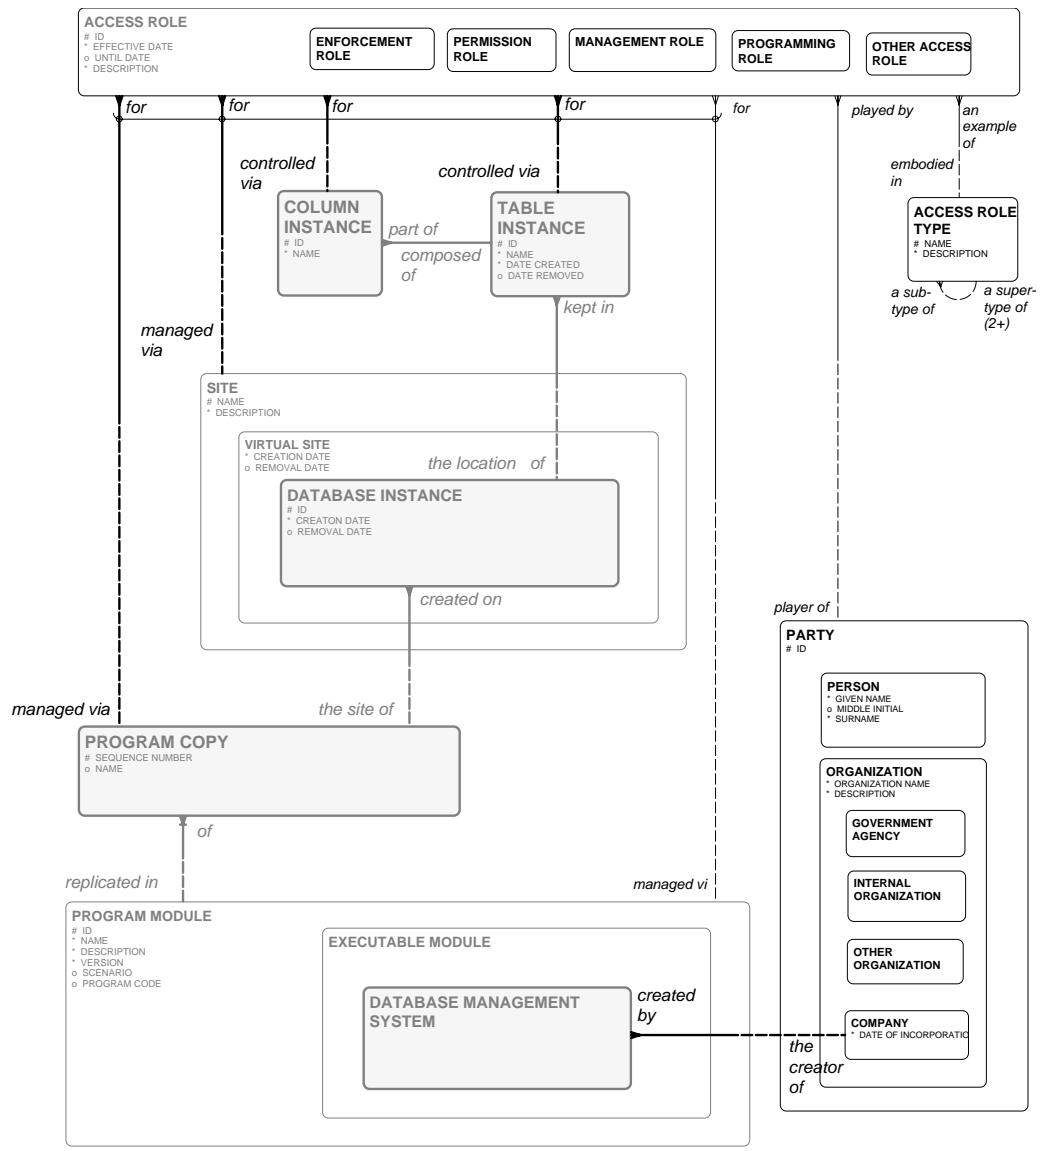 ACCESS ROLE
# ID
* EFFECTIVE DATE
o UNTIL DATE
* DESCRIPTION
ENFORCEMENT
ROLE
PERMISSION
ROLE
MANAGEMENT ROLE
PROGRAMMING
ROLE
OTHER ACCESS
ROLE
for
for
for
for
for
played by
an
example
of
controlled
via
controlled via
embodied
in
COLUMN
INSTANCE
# ID
* NAME
part of
composed
of
TABLE
INSTANCE
# ID
* NAME
* DATE CREATED
o DATE REMOVED
ACCESS ROLE
TYPE
# NAME
* DESCRIPTION
a sub-
type of
a super-
type of
(2+)
kept in
managed
via
SITE
# NAME
* DESCRIPTION
VIRTUAL SITE
* CREATION DATE
o REMOVAL DATE
the location of
DATABASE INSTANCE
# ID
* CREATON DATE
o REMOVAL DATE
created on
player of
PARTY
# ID
PERSON
* GIVEN NAME
o MIDDLE INITIAL
* SURNAME
managed via
the site of
PROGRAM COPY
# SEQUENCE NUMBER
o NAME
ORGANIZATION
* ORGANIZATION NAME
* DESCRIPTION
GOVERNMENT
AGENCY
of
replicated in
managed vi
INTERNAL
ORGANIZATION
PROGRAM MODULE
# ID
* NAME
* DESCRIPTION
* VERSION
o SCENARIO
o PROGRAM CODE
EXECUTABLE MODULE
OTHER
ORGANIZATION
DATABASE MANAGEMENT
SYSTEM
created
by
COMPANY
* DATE OF INCORPORATIO
the
creator
of